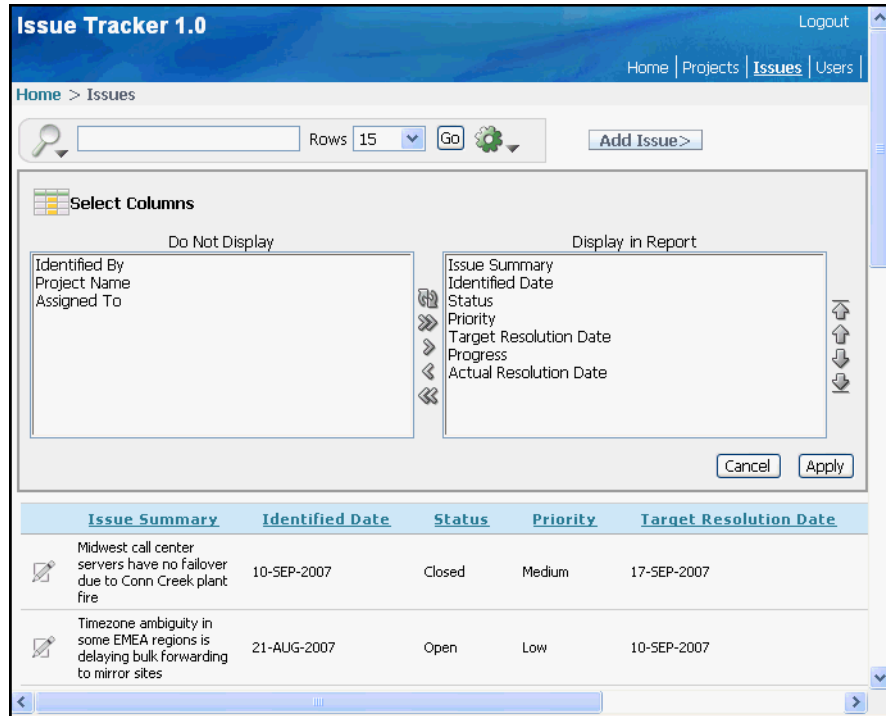 Issue Tracker 1.0
Logout
Home | Projects | Issues | Users |
Home > Issues
Rows 15 Go Add Issue>
Select Columns
Do Not Display
Identified By
Project Name
Assigned To
Display in Report
Issue Summary
Identified Date
Status
Priority
Target Resolution Date
Progress
Actual Resolution Date
Cancel Apply
Issue Summary Identified Date Status Priority Target Resolution Date
Midwest call center
servers have no failover
due to Conn Creek plant
fire
10-SEP-2007 Closed Medium 17-SEP-2007
Timezone ambiguity in
some EMEA regions is
delaying bulk forwarding
to mirror sites
21-AUG-2007 Open Low 10-SEP-2007